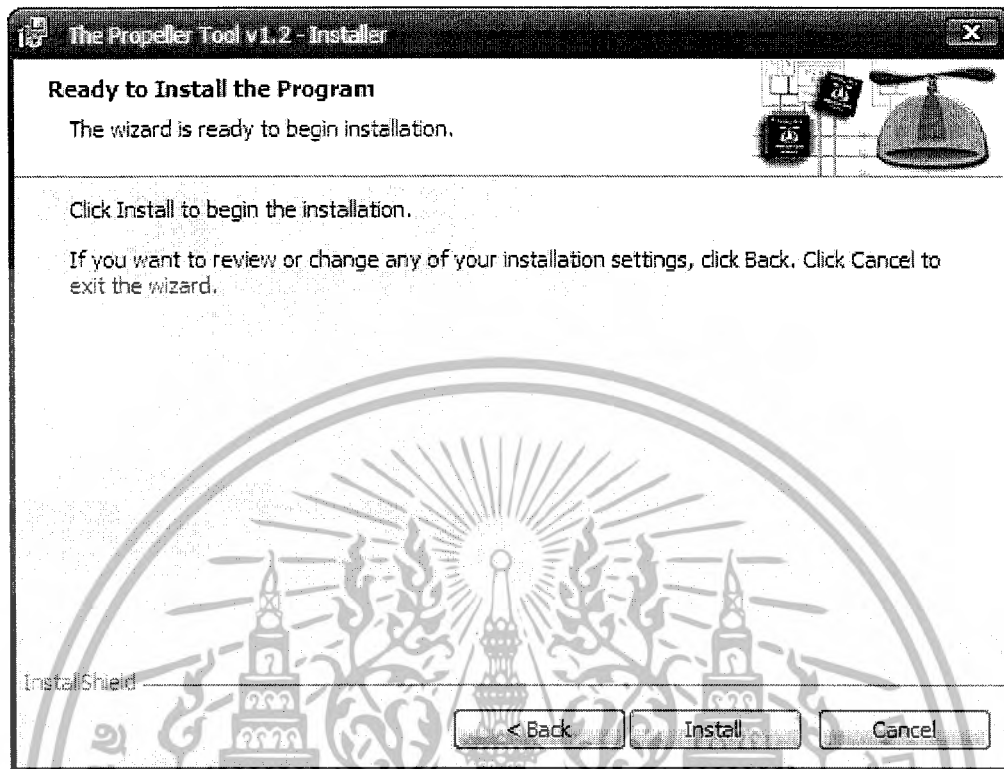 The Propeller Tool v1.2 - Installer
Ready to Install the Program
The wizard is ready to begin installation.
Click Install to begin the installation.
If you want to review or change any of your installation settings, click Back. Click Cancel to
exit the wizard.
InstallShield
< Back
Install
Cancel